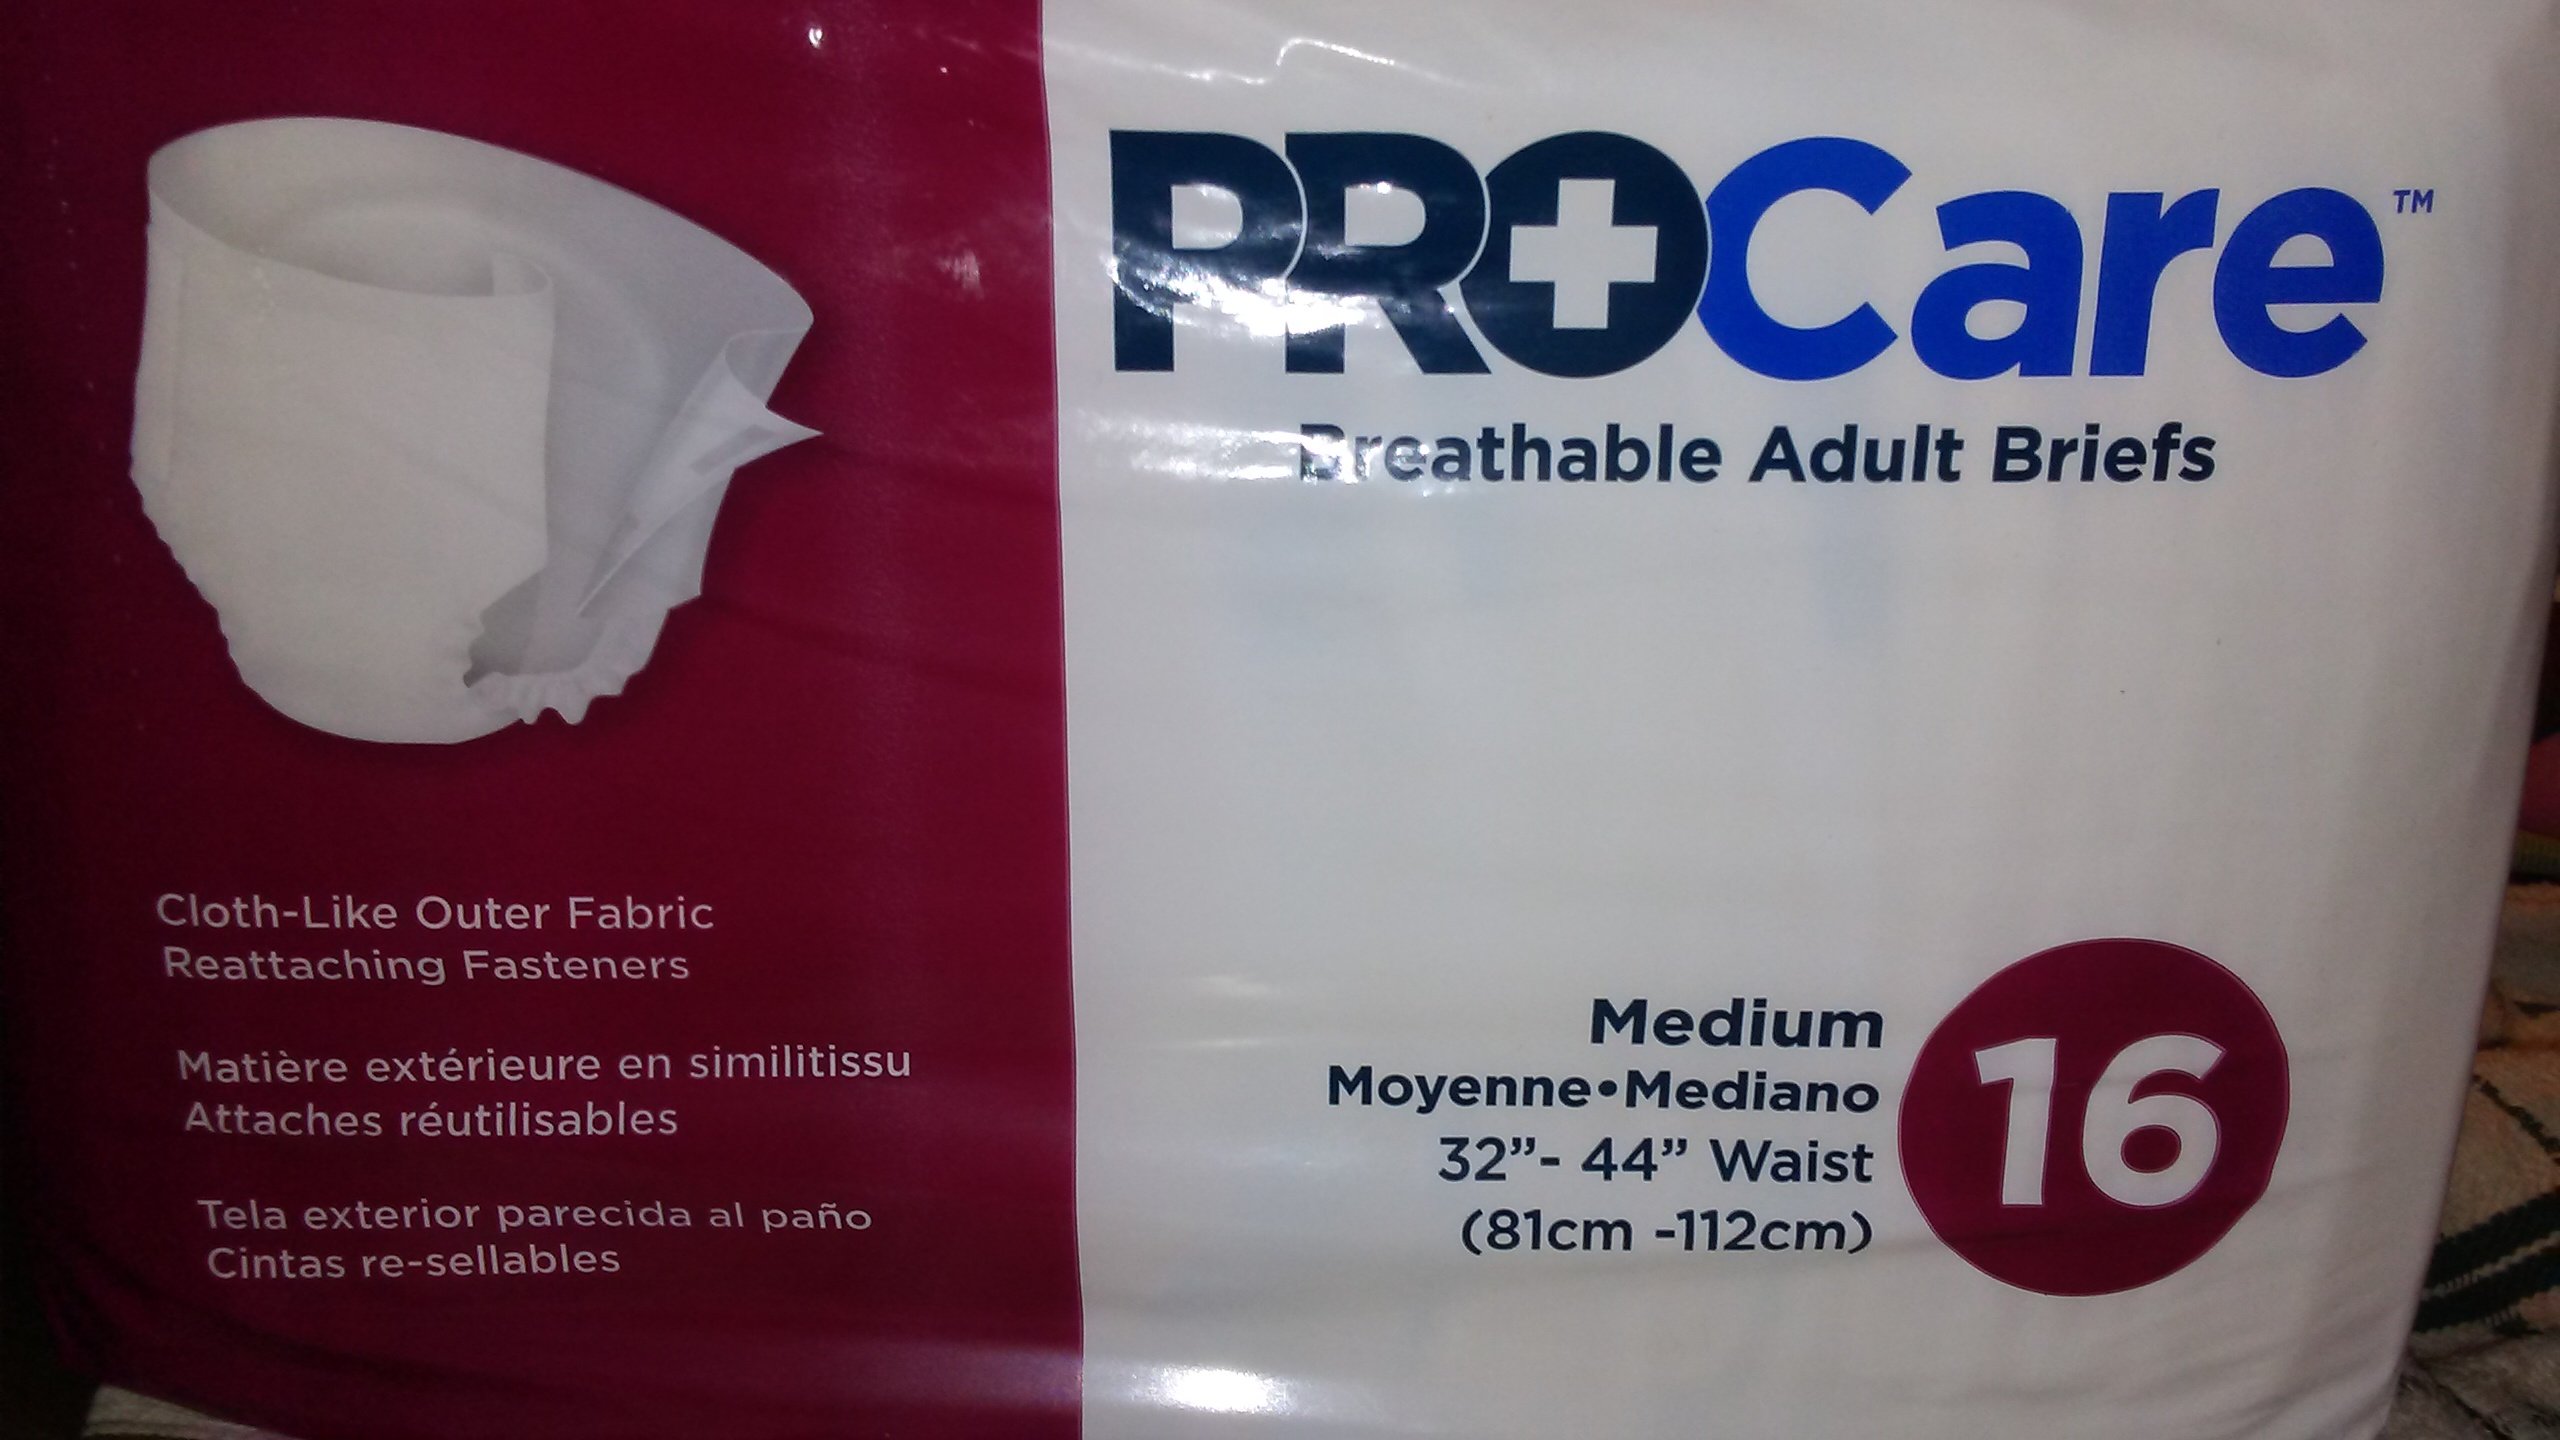 PROCare™
Breathable Adult Briefs
Cloth-Like Outer Fabric
Reattaching Fasteners
Matière extérieure en similitissu
Attaches réutilisables
Tela exterior parecida al paño
Cintas re-sellables
Medium
Moyenne•Mediano
32”- 44” Waist
(81cm -112cm)
16